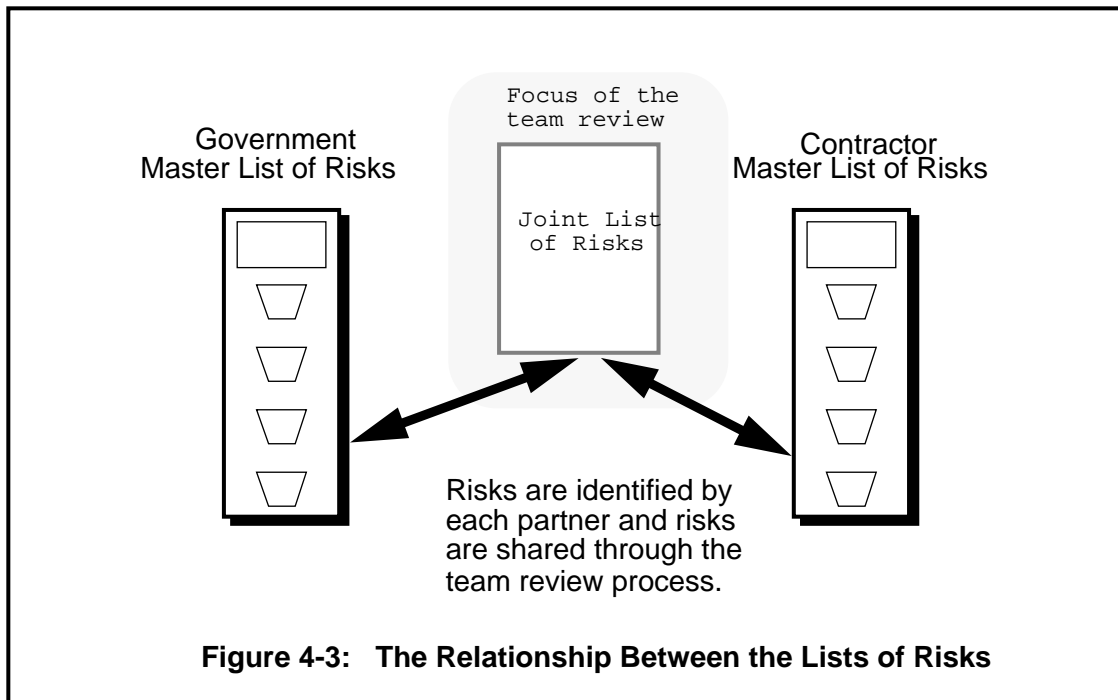 Focus of the
team review
Government
Master List of Risks
Contractor
Master List of Risks
Joint List
of Risks
Risks are identified by
each partner and risks
are shared through the
team review process.
Figure 4-3: The Relationship Between the Lists of Risks